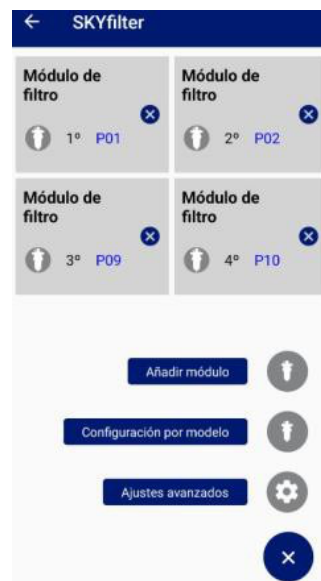 SKYfilter
Módulo de
filtro
1º P01
Módulo de
filtro
2º P02
Módulo de
filtro
3º P09
Módulo de
filtro
4º P10
Añadir módulo
Configuración por modelo
Ajustes avanzados